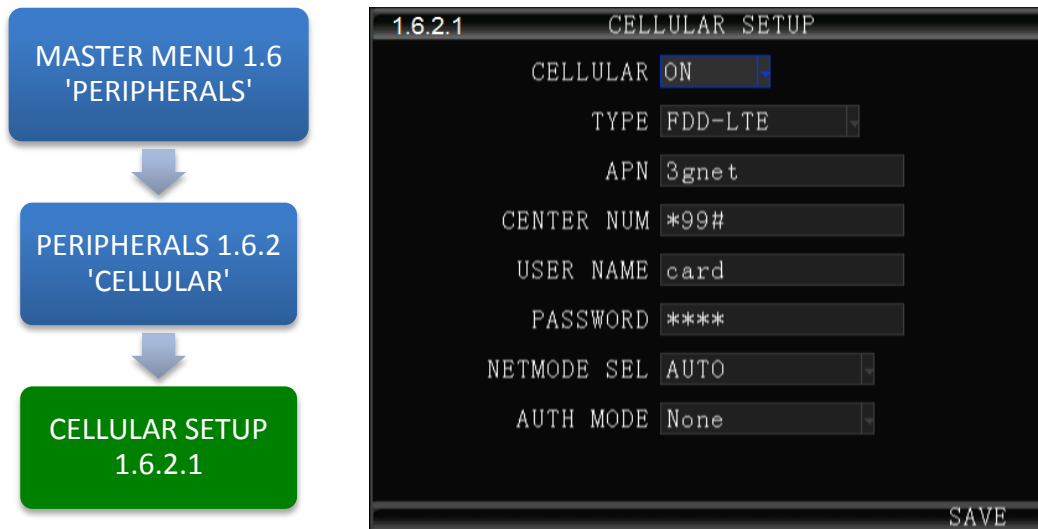 MASTER MENU 1.6
'PERIPHERALS'
PERIPHERALS 1.6.2
'CELLULAR'
CELLULAR SETUP
1.6.2.1
1.6.2.1 CELLULAR SETUP
CELLULAR ON
TYPE FDD-LTE
APN 3gnet
CENTER NUM *99#
USER NAME card
PASSWORD ****
NETMODE SEL AUTO
AUTH MODE None
SAVE